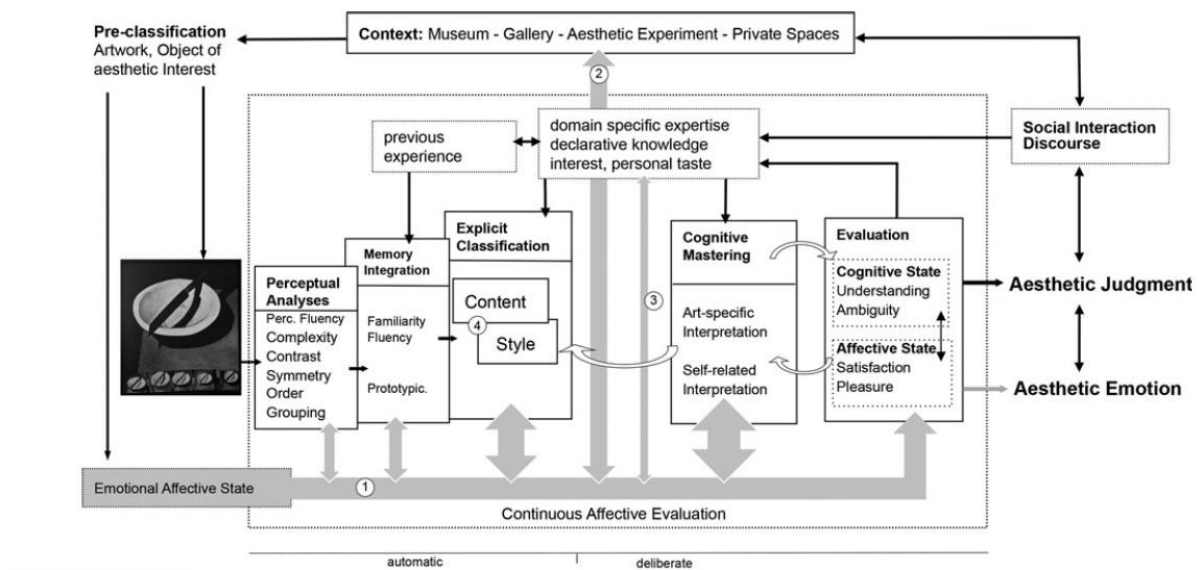 Pre-classification
Artwork, Object of
aesthetic Interest
Context: Museum - Gallery - Aesthetic Experiment - Private Spaces
2
previous
experience
domain specific expertise
declarative knowledge
interest, personal taste
Social Interaction
Discourse
Perceptual
Analyses
Perc. Fluency
Complexity
Contrast
Symmetry
Order
Grouping
Memory
Integration
Familiarity
Fluency
Prototypic.
Explicit
Classification
Content
4
Style
3
Cognitive
Mastering
Art-specific
Interpretation
Self-related
Interpretation
Evaluation
Cognitive State
Understanding
Ambiguity
Affective State
Satisfaction
Pleasure
Aesthetic Judgment
Aesthetic Emotion
Emotional Affective State
1
Continuous Affective Evaluation
automatic
deliberate